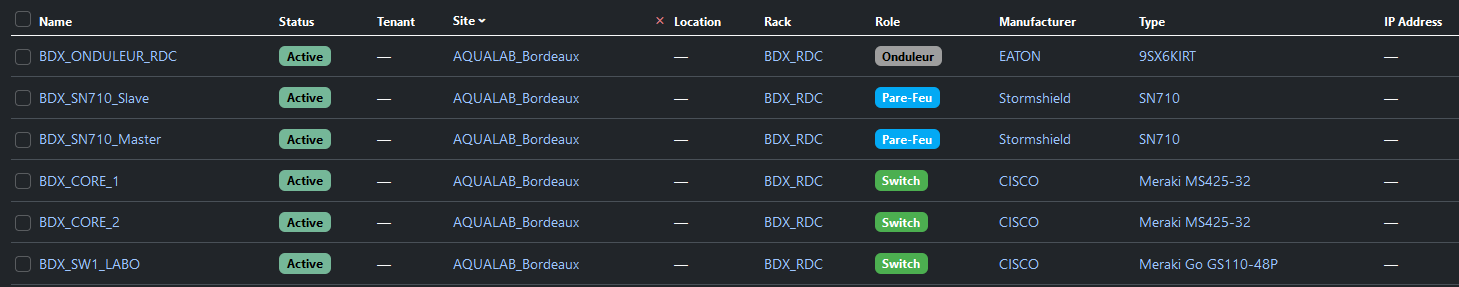 Name Status Tenant Site Location Rack Role Manufacturer Type IP Address
BDX_ONDULEUR_RDC Active — AQUALAB_Bordeaux — BDX_RDC Onduleur EATON 9SX6KIRT —
BDX_SN710_Slave Active — AQUALAB_Bordeaux — BDX_RDC Pare-Feu Stormshield SN710 —
BDX_SN710_Master Active — AQUALAB_Bordeaux — BDX_RDC Pare-Feu Stormshield SN710 —
BDX_CORE_1 Active — AQUALAB_Bordeaux — BDX_RDC Switch CISCO Meraki MS425-32 —
BDX_CORE_2 Active — AQUALAB_Bordeaux — BDX_RDC Switch CISCO Meraki MS425-32 —
BDX_SW1_LABO Active — AQUALAB_Bordeaux — BDX_RDC Switch CISCO Meraki Go GS110-48P —